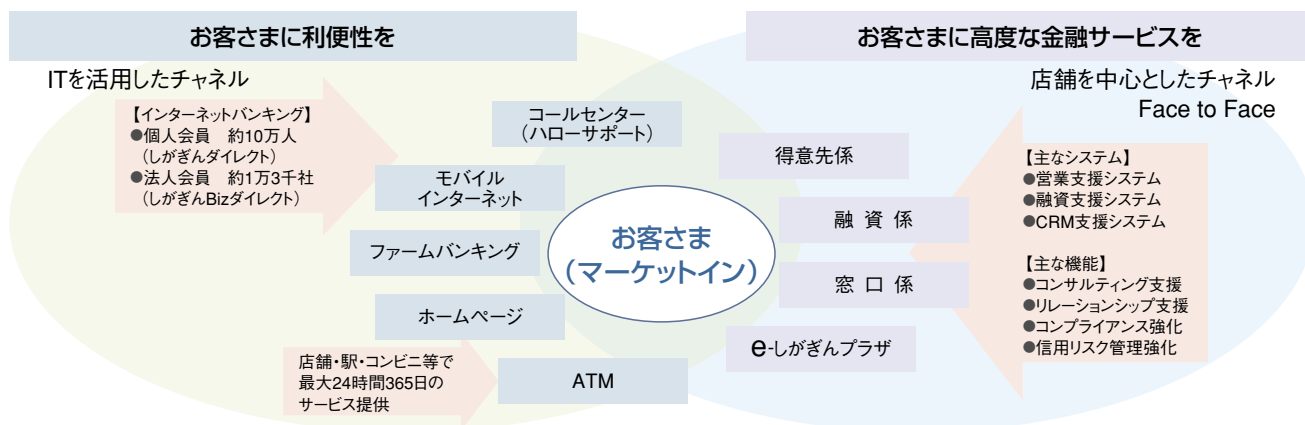 お客さまに利便性を
ITを活用したチャネル
【インターネットバンキング】
●個人会員　約10万人
（しがぎんダイレクト）
●法人会員　約1万3千社
（しがぎんBizダイレクト）
コールセンター
（ハローサポート）
モバイル
インターネット
ファームバンキング
ホームページ
店舗・駅・コンビニ等で
最大24時間365日の
サービス提供
ATM
お客さま
（マーケットイン）
お客さまに高度な金融サービスを
店舗を中心としたチャネル
Face to Face
得意先係
融資係
窓口係
e-しがぎんプラザ
【主なシステム】
●営業支援システム
●融資支援システム
●CRM支援システム
【主な機能】
●コンサルティング支援
●リレーションシップ支援
●コンプライアンス強化
●信用リスク管理強化